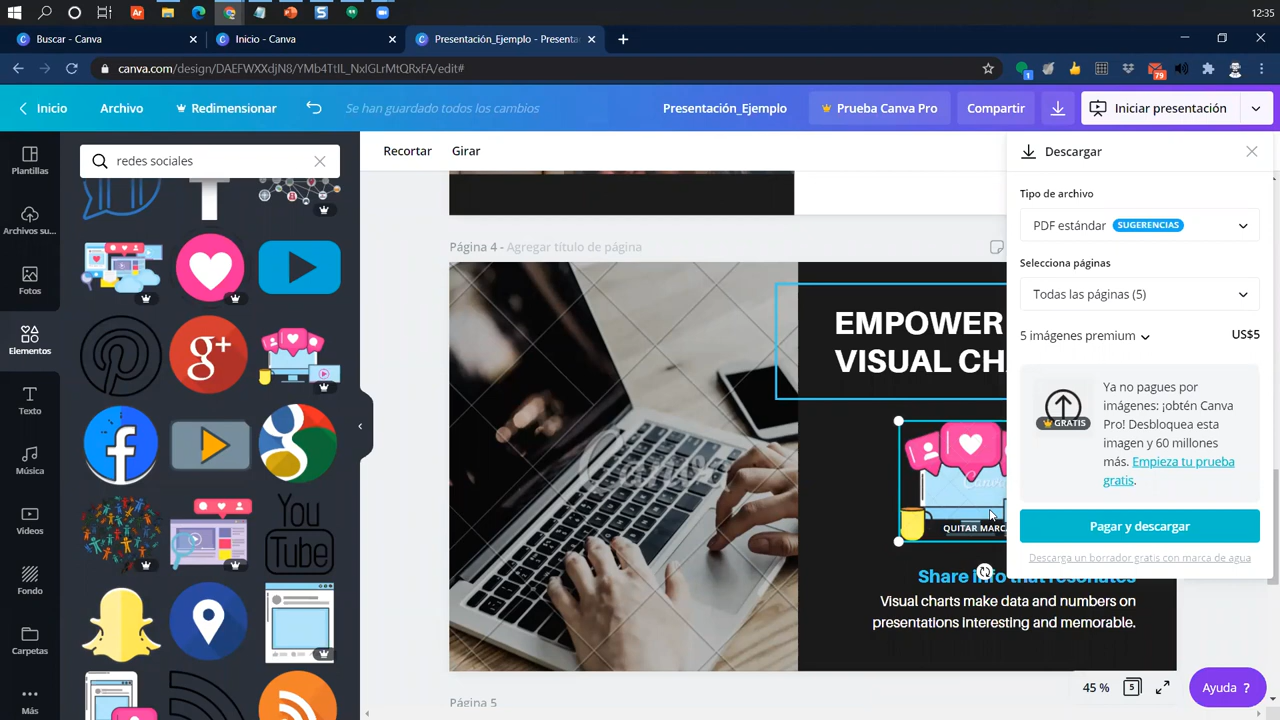 12:35
Buscar - Canva
Inicio - Canva
Presentación_Ejemplo - Presenta
canva.com/design/DAEFWXXdjN8/YMb4TtIL_NxIGLrMtQRxFA/edit#
1
79
Inicio
Archivo
Redimensionar
Se han guardado todos los cambios
Presentación_Ejemplo
Prueba Canva Pro
Compartir
Iniciar presentación
Plantillas
Archivos su...
Fotos
Elementos
Texto
Música
Videos
Fondo
Carpetas
Más
redes sociales
You
Tube
Recortar
Girar
Página 4 - Agregar título de página
Canva
EMPOWER
VISUAL CH
QUITAR MARC
Share info that resonates
Visual charts make data and numbers on
presentations interesting and memorable.
Página 5
Descargar
Tipo de archivo
PDF estándar SUGERENCIAS
Selecciona páginas
Todas las páginas (5)
5 imágenes premium
US$5
GRATIS
Ya no pagues por
imágenes: ¡obtén Canva
Pro! Desbloquea esta
imagen y 60 millones
más. Empieza tu prueba
gratis.
Pagar y descargar
Descarga un borrador gratis con marca de agua
45 %
5
Ayuda ?